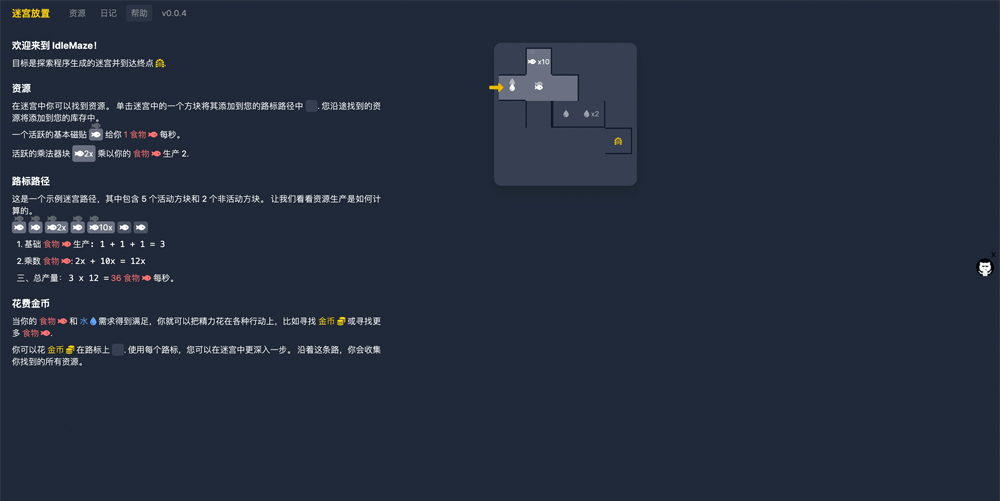 迷宫放置 资源 日记 帮助 v0.0.4
欢迎来到 IdleMaze!
目标是探索程序生成的迷宫并到达终点 .
资源
在迷宫中你可以找到资源。 单击迷宫中的一个方块将其添加到您的路标路径中 . 您沿途找到的资
源将添加到您的库存中。
一个活跃的基本磁贴 给你 1 食物 每秒。
活跃的乘法器块 2x 乘以你的 食物 生产 2.
路标路径
这是一个示例迷宫路径，其中包含 5 个活动方块和 2 个非活动方块。 让我们看看资源生产是如何计
算的。
2x 10x
1. 基础 食物 生产: 1 + 1 + 1 = 3
2.乘数 食物 : 2x + 10x = 12x
三、总产量： 3 x 12 =36 食物 每秒。
花费金币
当你的 食物 和 水 需求得到满足，你就可以把精力花在各种行动上，比如寻找 金币 或寻找更
多 食物 .
你可以花 金币 在路标上 . 使用每个路标，您可以在迷宫中更深入一步。 沿着这条路，你会收集
你找到的所有资源。
x10
x2